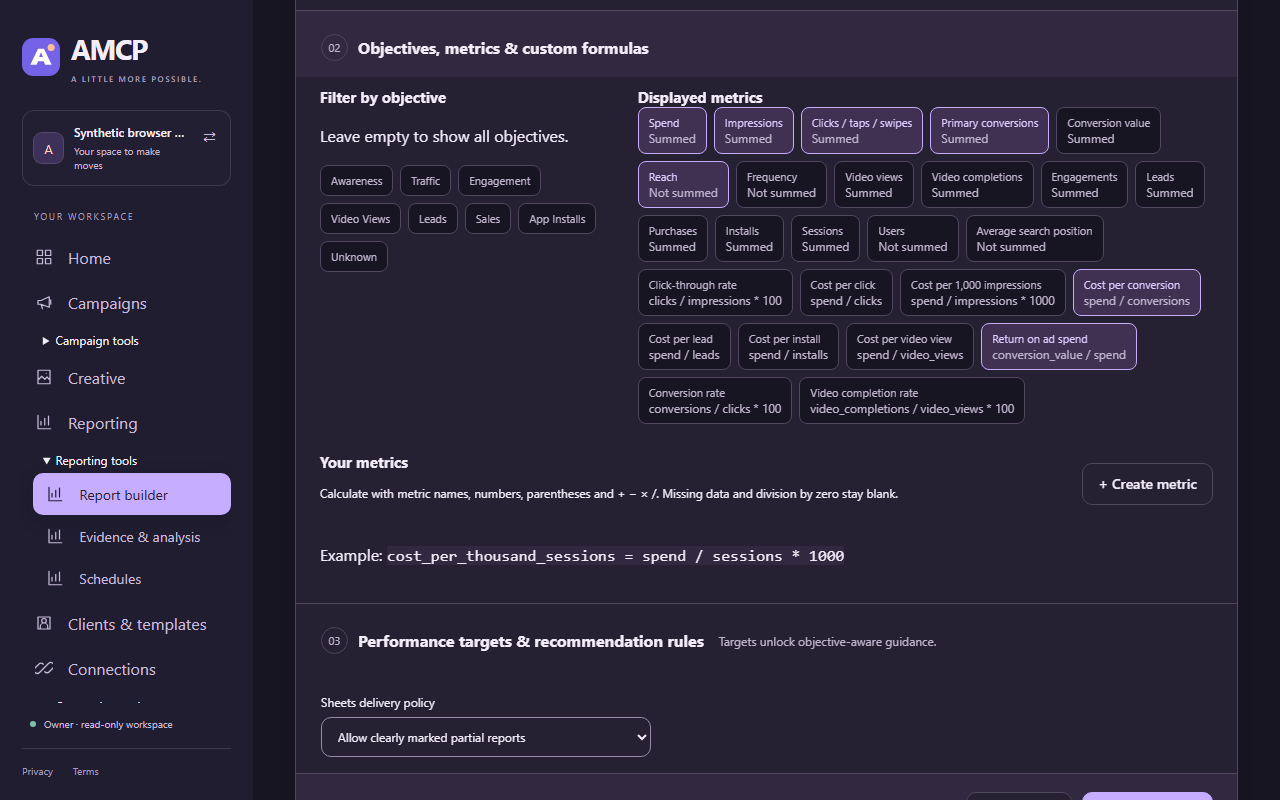 AMCP
A LITTLE MORE POSSIBLE.
A
Synthetic browser ...
Your space to make
moves
YOUR WORKSPACE
Home
Campaigns
Campaign tools
Creative
Reporting
Reporting tools
Report builder
Evidence & analysis
Schedules
Clients & templates
Connections
Owner · read-only workspace
Privacy Terms
02 Objectives, metrics & custom formulas
Filter by objective
Leave empty to show all objectives.
Awareness Traffic Engagement
Video Views Leads Sales App Installs
Unknown
Displayed metrics
Spend
Summed
Impressions
Summed
Clicks / taps / swipes
Summed
Primary conversions
Summed
Conversion value
Summed
Reach
Not summed
Frequency
Not summed
Video views
Summed
Video completions
Summed
Engagements
Summed
Leads
Summed
Purchases
Summed
Installs
Summed
Sessions
Summed
Users
Not summed
Average search position
Not summed
Click-through rate
clicks / impressions * 100
Cost per click
spend / clicks
Cost per 1,000 impressions
spend / impressions * 1000
Cost per conversion
spend / conversions
Cost per lead
spend / leads
Cost per install
spend / installs
Cost per video view
spend / video_views
Return on ad spend
conversion_value / spend
Conversion rate
conversions / clicks * 100
Video completion rate
video_completions / video_views * 100
Your metrics
Calculate with metric names, numbers, parentheses and + − × /. Missing data and division by zero stay blank.
+ Create metric
Example: cost_per_thousand_sessions = spend / sessions * 1000
03 Performance targets & recommendation rules Targets unlock objective-aware guidance.
Sheets delivery policy
Allow clearly marked partial reports